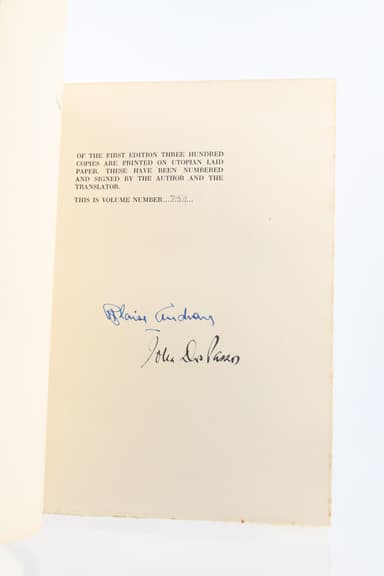 OF THE FIRST EDITION THREE HUNDRED
COPIES ARE PRINTED ON UTOPIAN LAID
PAPER. THESE HAVE BEEN NUMBERED
AND SIGNED BY THE AUTHOR AND THE
TRANSLATOR.
THIS IS VOLUME NUMBER
Blaise Cendrars
John Dos Passos